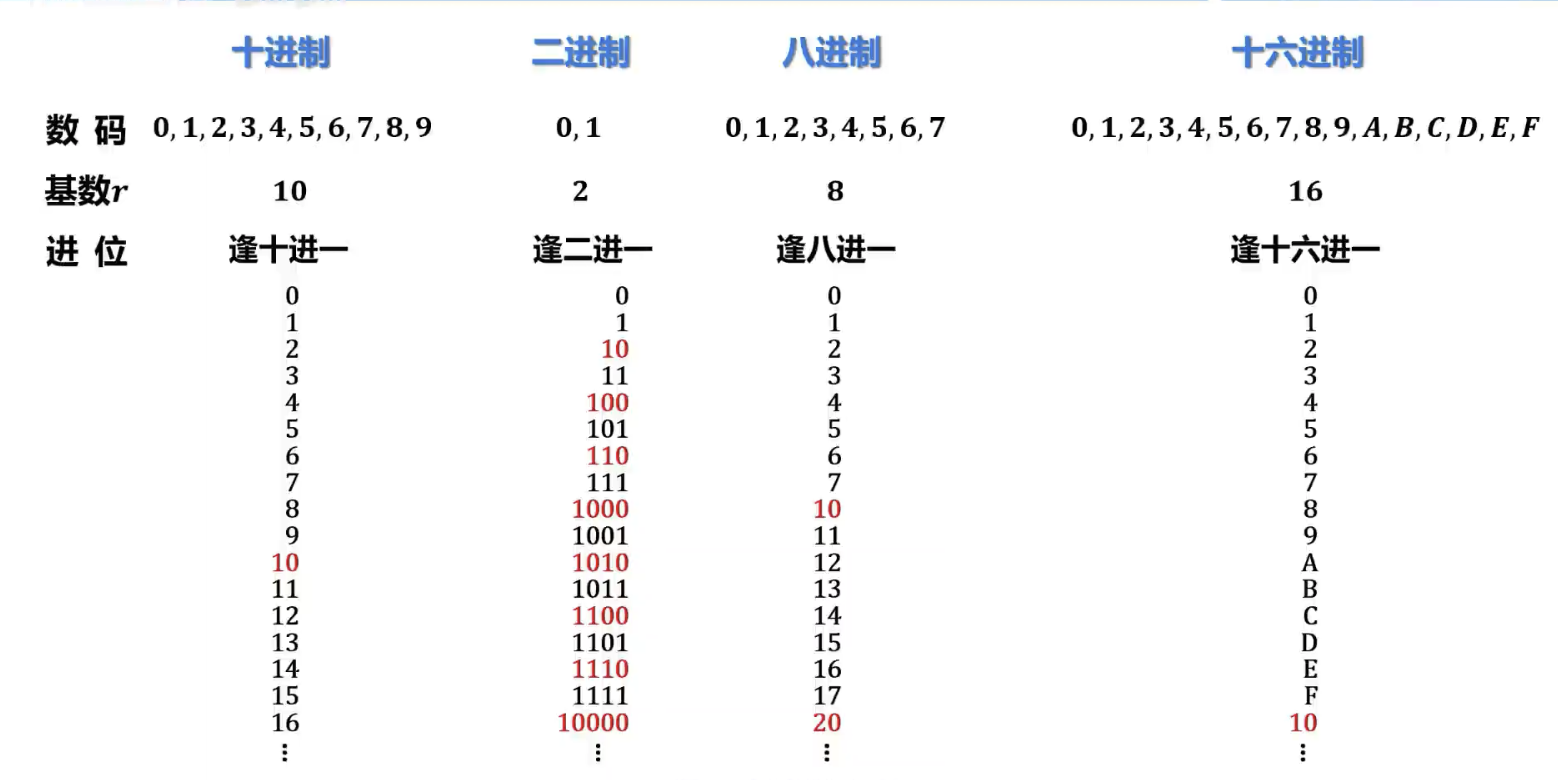 十进制 二进制 八进制 十六进制
数 码 0, 1, 2, 3, 4, 5, 6, 7, 8, 9 0, 1 0, 1, 2, 3, 4, 5, 6, 7 0, 1, 2, 3, 4, 5, 6, 7, 8, 9, A, B, C, D, E, F
基数r 10 2 8 16
进 位 逢十进一 逢二进一 逢八进一 逢十六进一
0 0 0 0
1 1 1 1
2 10 2 2
3 11 3 3
4 100 4 4
5 101 5 5
6 110 6 6
7 111 7 7
8 1000 10 8
9 1001 11 9
10 1010 12 A
11 1011 13 B
12 1100 14 C
13 1101 15 D
14 1110 16 E
15 1111 17 F
16 10000 20 10
⋮ ⋮ ⋮ ⋮